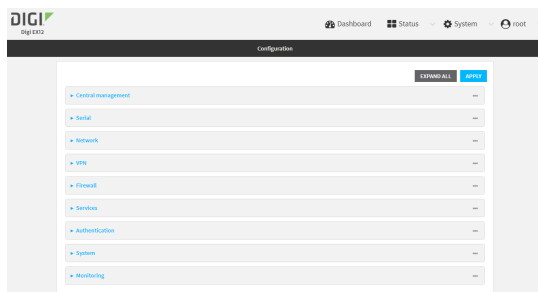 DIGI
Digi EX12
Dashboard Status System root
Configuration
EXPAND ALL APPLY
Central management
Serial
Network
VPN
Firewall
Services
Authentication
System
Monitoring